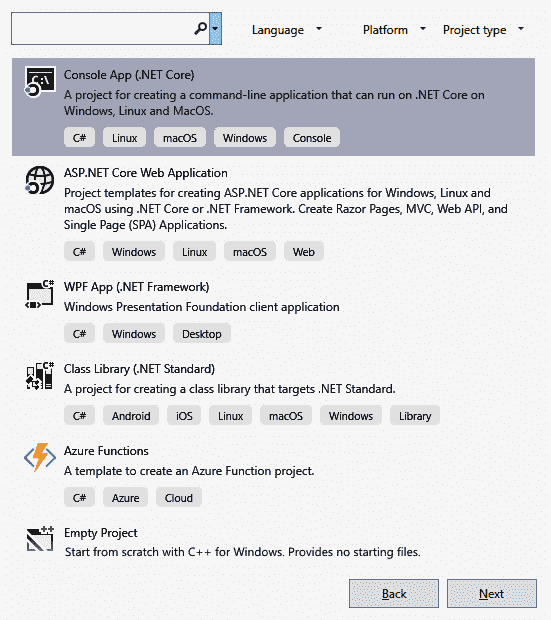 Language Platform Project type
C:\
Console App (.NET Core)
A project for creating a command-line application that can run on .NET Core on
Windows, Linux and MacOS.
C# Linux macOS Windows Console
ASP.NET Core Web Application
Project templates for creating ASP.NET Core applications for Windows, Linux and
macOS using .NET Core or .NET Framework. Create Razor Pages, MVC, Web API, and
Single Page (SPA) Applications.
C# Windows Linux macOS Web
C#
WPF App (.NET Framework)
Windows Presentation Foundation client application
C# Windows Desktop
C#
Class Library (.NET Standard)
A project for creating a class library that targets .NET Standard.
C# Android iOS Linux macOS Windows Library
Azure Functions
A template to create an Azure Function project.
C# Azure Cloud
++
Empty Project
Start from scratch with C++ for Windows. Provides no starting files.
Back Next